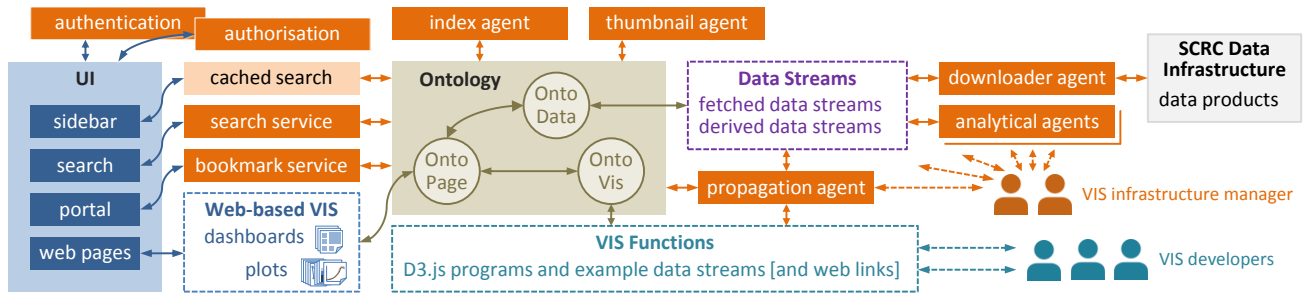 authentication
authorisation
index agent
thumbnail agent
UI
sidebar
search
portal
web pages
cached search
search service
bookmark service
Web-based VIS
dashboards
plots
Ontology
Onto
Data
Onto
Page
Onto
Vis
Data Streams
fetched data streams
derived data streams
downloader agent
analytical agents
SCRC Data
Infrastructure
data products
propagation agent
VIS infrastructure manager
VIS Functions
D3.js programs and example data streams [and web links]
VIS developers